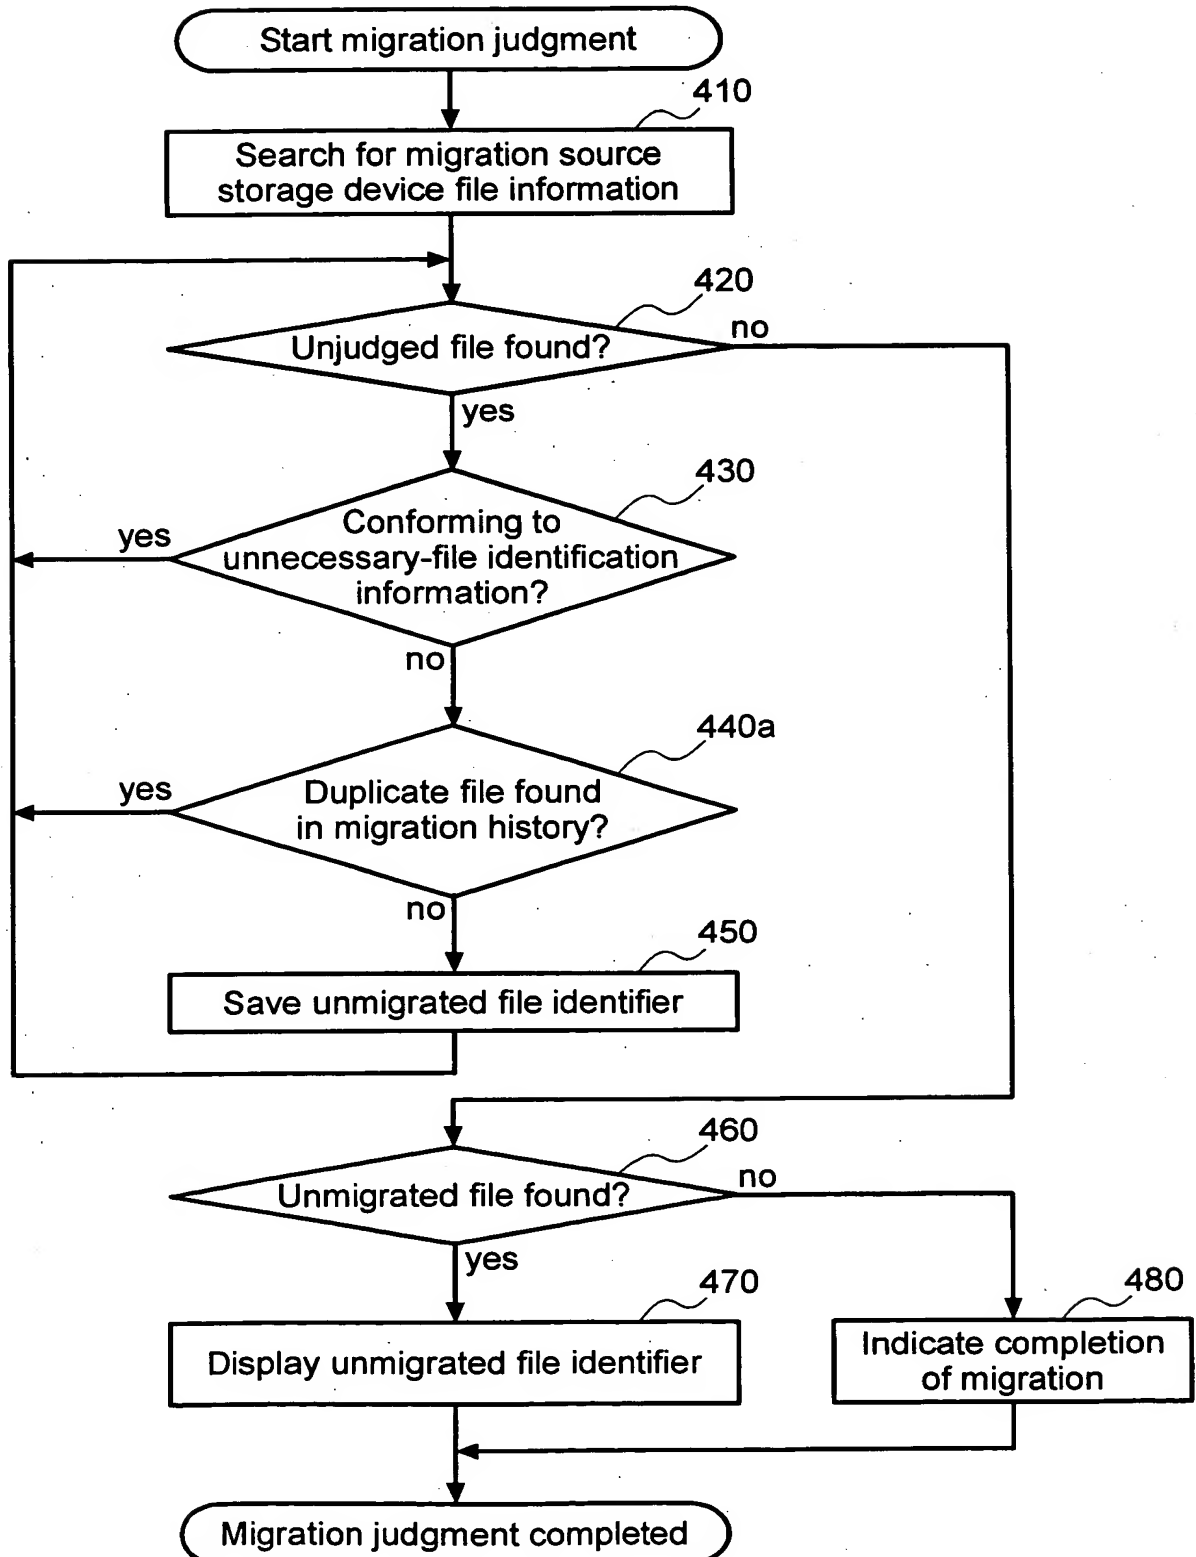 Start migration judgment
410
Search for migration source
storage device file information
420
Unjudged file found?
no
yes
430
Conforming to
unnecessary-file identification
information?
yes
no
440a
Duplicate file found
in migration history?
yes
no
450
Save unmigrated file identifier
460
Unmigrated file found?
no
yes
470
Display unmigrated file identifier
480
Indicate completion
of migration
Migration judgment completed